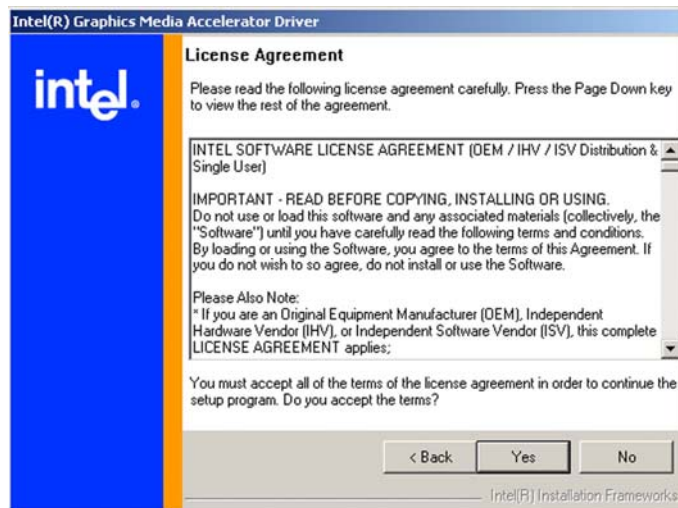 Intel(R) Graphics Media Accelerator Driver
intel.
License Agreement
Please read the following license agreement carefully. Press the Page Down key
to view the rest of the agreement.
INTEL SOFTWARE LICENSE AGREEMENT (OEM / IHV / ISV Distribution &
Single User)
IMPORTANT - READ BEFORE COPYING, INSTALLING OR USING.
Do not use or load this software and any associated materials (collectively, the
"Software") until you have carefully read the following terms and conditions.
By loading or using the Software, you agree to the terms of this Agreement. If
you do not wish to so agree, do not install or use the Software.
Please Also Note:
* If you are an Original Equipment Manufacturer (OEM), Independent
Hardware Vendor (IHV), or Independent Software Vendor (ISV), this complete
LICENSE AGREEMENT applies;
You must accept all of the terms of the license agreement in order to continue the
setup program. Do you accept the terms?
< Back
Yes
No
Intel(R) Installation Frameworks